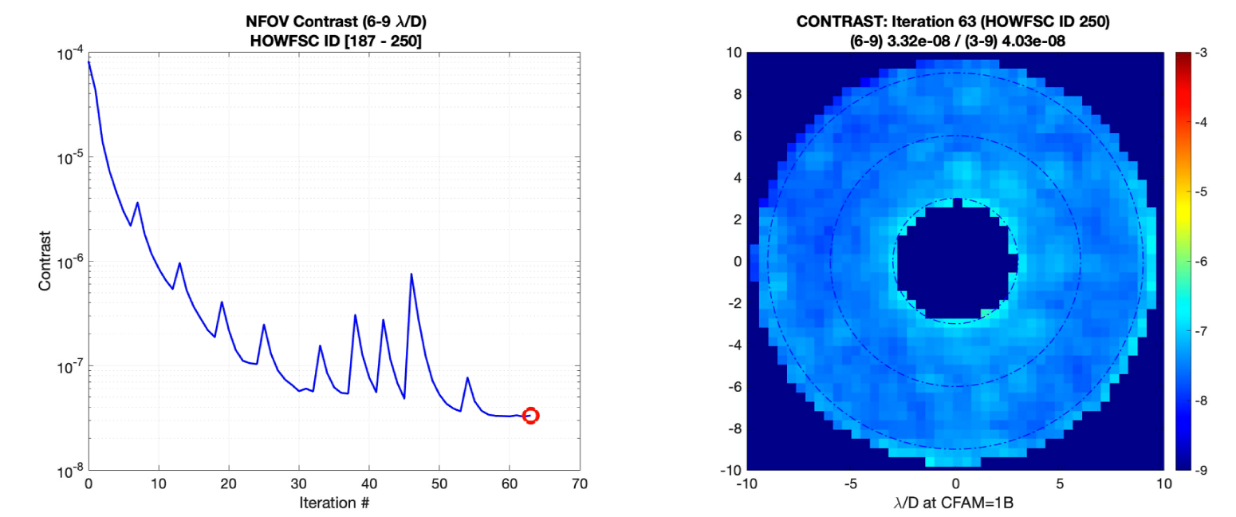 NFOV Contrast (6-9 λ/D)
HOWFSC ID [187 - 250]
10-4
10-5
10-6
10-7
10-8
Contrast
0 10 20 30 40 50 60 70
Iteration #
CONTRAST: Iteration 63 (HOWFSC ID 250)
(6-9) 3.32e-08 / (3-9) 4.03e-08
10
8
6
4
2
0
-2
-4
-6
-8
-10
-10 -5 0 5 10
λ/D at CFAM=1B
-3
-4
-5
-6
-7
-8
-9